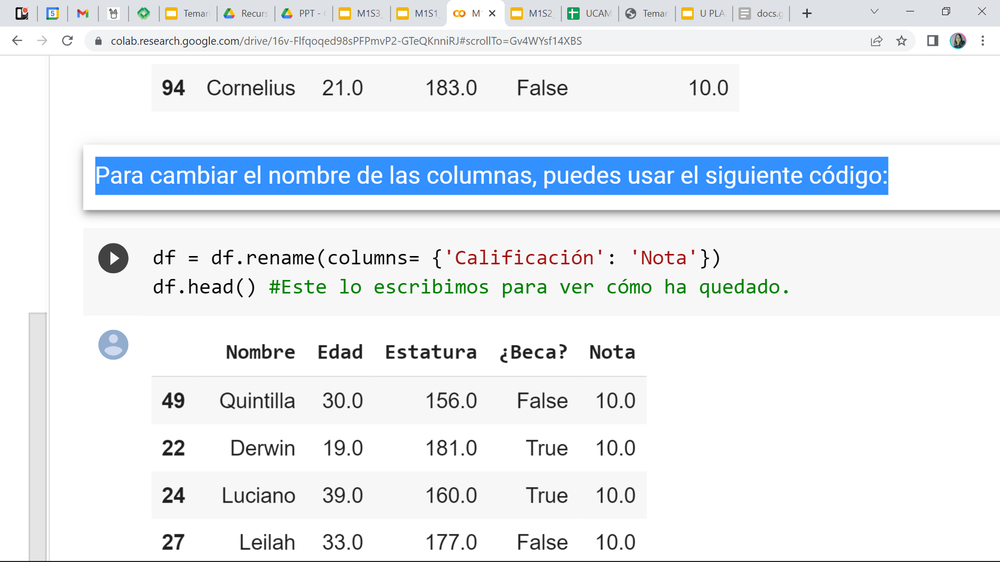 5
Temari
Recurs
PPT -
M1S3_
M1S1_
M1
M1S2_
UCAM
Temar
U PLA
docs.g
colab.research.google.com/drive/16v-Flfqoqed98sPFPmvP2-GTeQKnniRJ#scrollTo=Gv4WYsf14XBS
94 Cornelius 21.0 183.0 False 10.0
Para cambiar el nombre de las columnas, puedes usar el siguiente código:
df = df.rename(columns= {'Calificación': 'Nota'})
df.head() #Este lo escribimos para ver cómo ha quedado.
Nombre Edad Estatura ¿Beca? Nota
49 Quintilla 30.0 156.0 False 10.0
22 Derwin 19.0 181.0 True 10.0
24 Luciano 39.0 160.0 True 10.0
27 Leilah 33.0 177.0 False 10.0